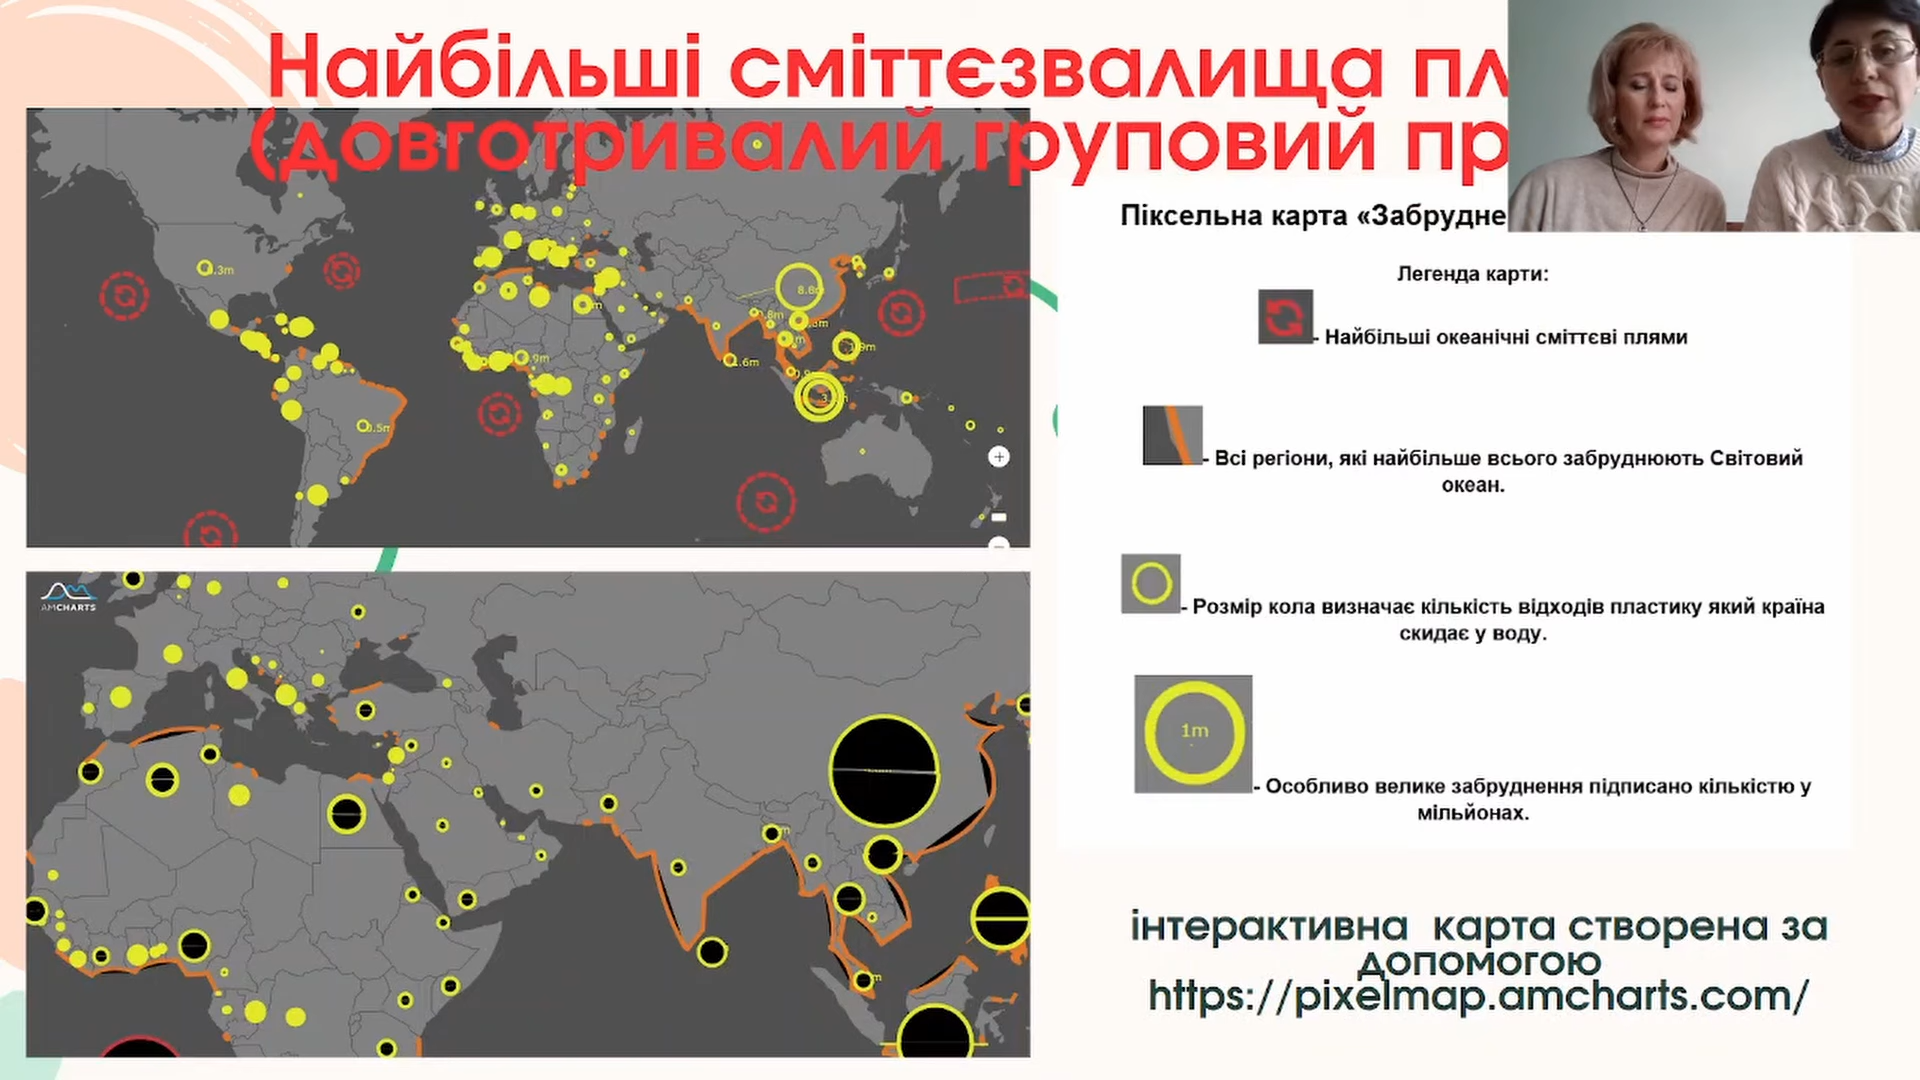 Найбільші сміттєзвалища пл
(довготривалий груповий пр
Піксельна карта «Забрудне
Легенда карти:
- Найбільші океанічні сміттєві плями
- Всі регіони, які найбільше всього забруднюють Світовий
океан.
- Розмір кола визначає кількість відходів пластику який країна
скидає у воду.
1m
- Особливо велике забруднення підписано кількістю у
мільйонах.
інтерактивна карта створена за
допомогою
https://pixelmap.amcharts.com/
AMCHARTS